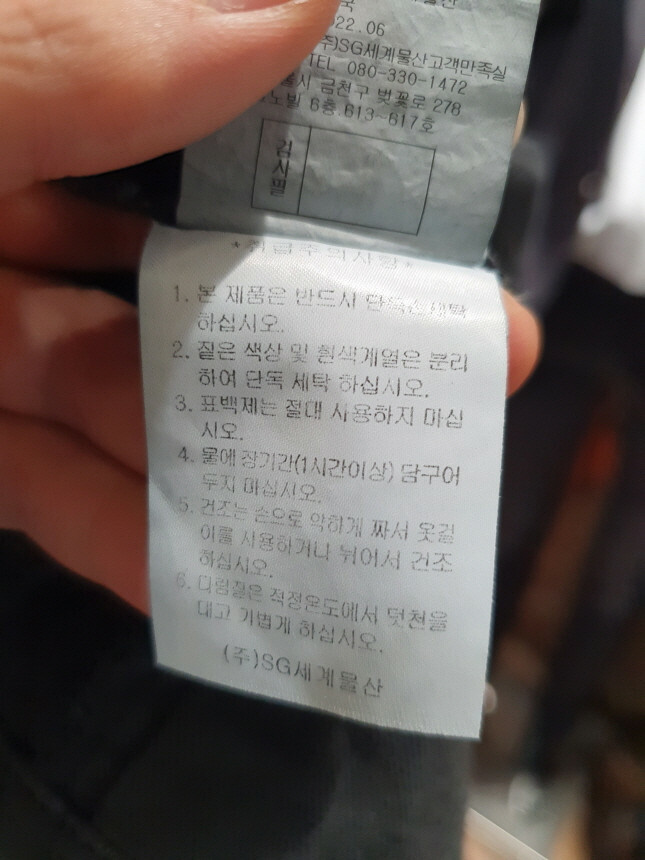 22.06
(주)SG세계물산고객만족실
TEL 080-330-1472
금천구 벚꽃로 278
6층 613-617호
검사필
*취급주의사항*
1. 본 제품은 반드시 단독손세탁
하십시오.
2. 짙은 색상 및 흰색계열은 분리
하여 단독 세탁 하십시오.
3. 표백제는 절대 사용하지 마십
시오.
4. 물에 장기간(1시간이상) 담구어
두지 마십시오.
5. 건조는 손으로 약하게 짜서 옷걸
이를 사용하거나 뉘어서 건조
하십시오.
6. 다림질은 적정온도에서 덧천을
대고 가볍게 하십시오.
(주)SG세계물산